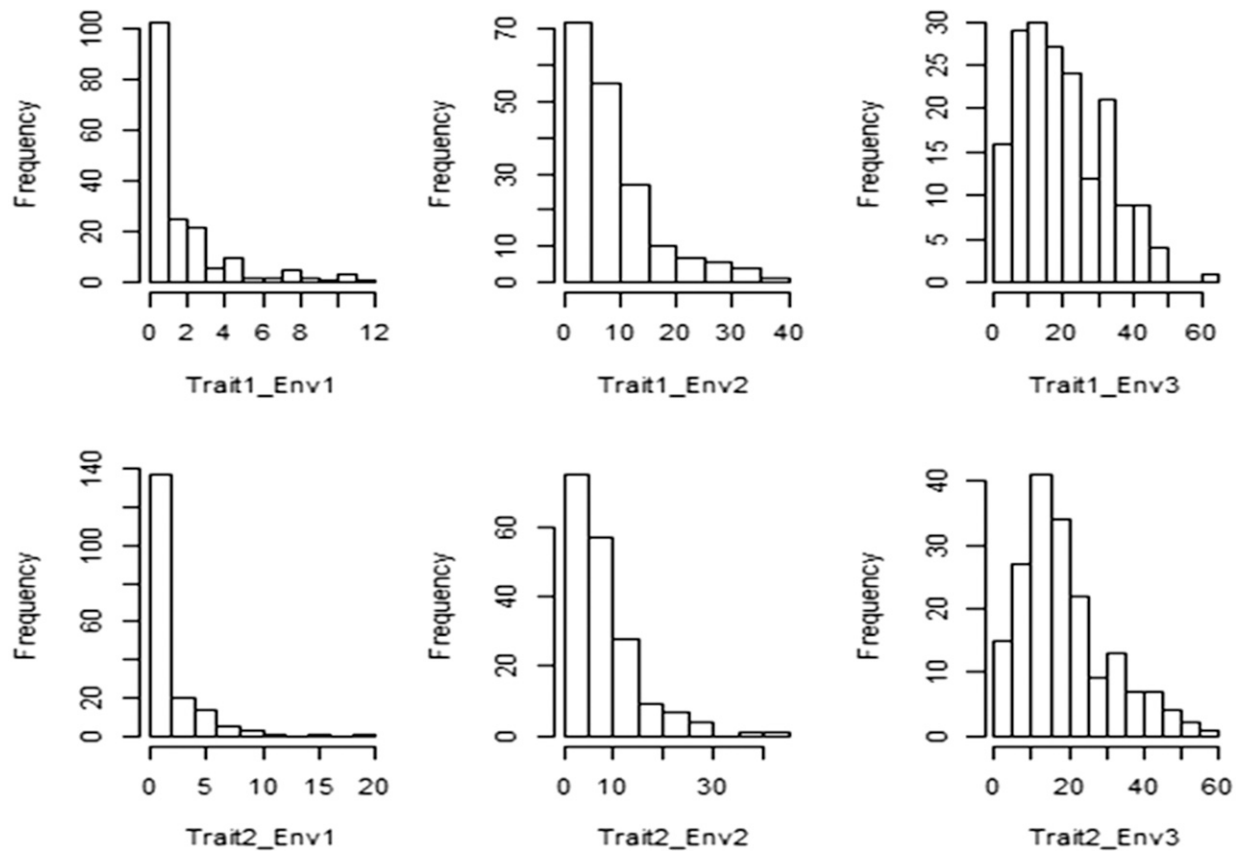 Frequency
0 20 40 60 80 100
0 2 4 6 8 12
Trait1_Env1
Frequency
0 10 30 50 70
0 10 20 30 40
Trait1_Env2
Frequency
0 5 10 15 20 25 30
0 20 40 60
Trait1_Env3
Frequency
0 20 60 100 140
0 5 10 15 20
Trait2_Env1
Frequency
0 20 40 60
0 10 30
Trait2_Env2
Frequency
0 10 20 30 40
0 20 40 60
Trait2_Env3